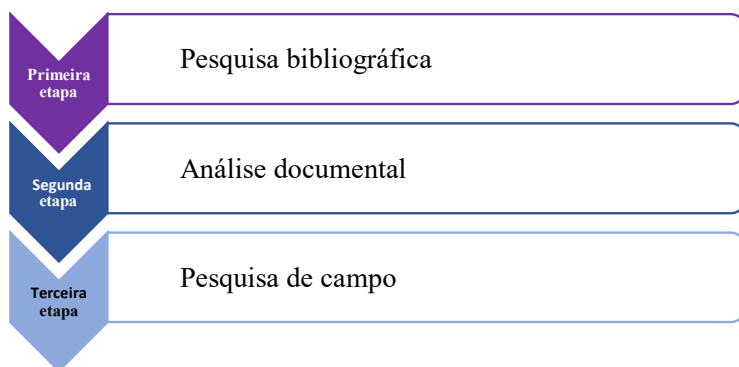 Primeira
etapa
Pesquisa bibliográfica
Segunda
etapa
Análise documental
Terceira
etapa
Pesquisa de campo